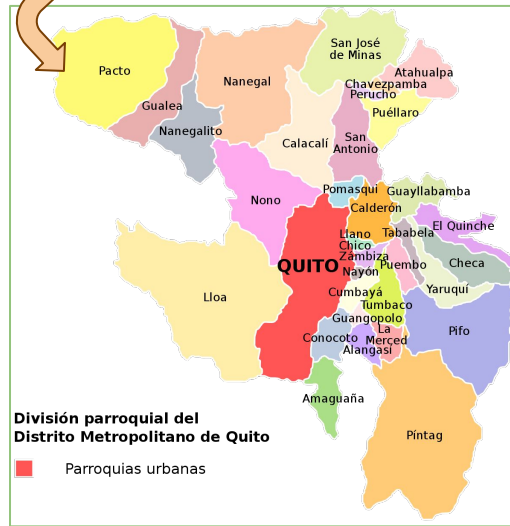 San José
de Minas
Pacto
Nanegal
Atahualpa
Chavezpamba
Perucho
Gualea
Puéllaro
Nanegalito
Calacalí
San
Antonio
Pomasqui
Guayllabamba
Nono
Calderón
El Quinche
Tababela
Llano
Chico
Zámbiza
QUITO
Puembo
Checa
Nayón
Yaruquí
Lloa
Cumbayá
Tumbaco
Guangopolo
La
Merced
Pifo
Conocoto
Alangasí
Amaguaña
División parroquial del
Distrito Metropolitano de Quito
Píntag
Parroquias urbanas